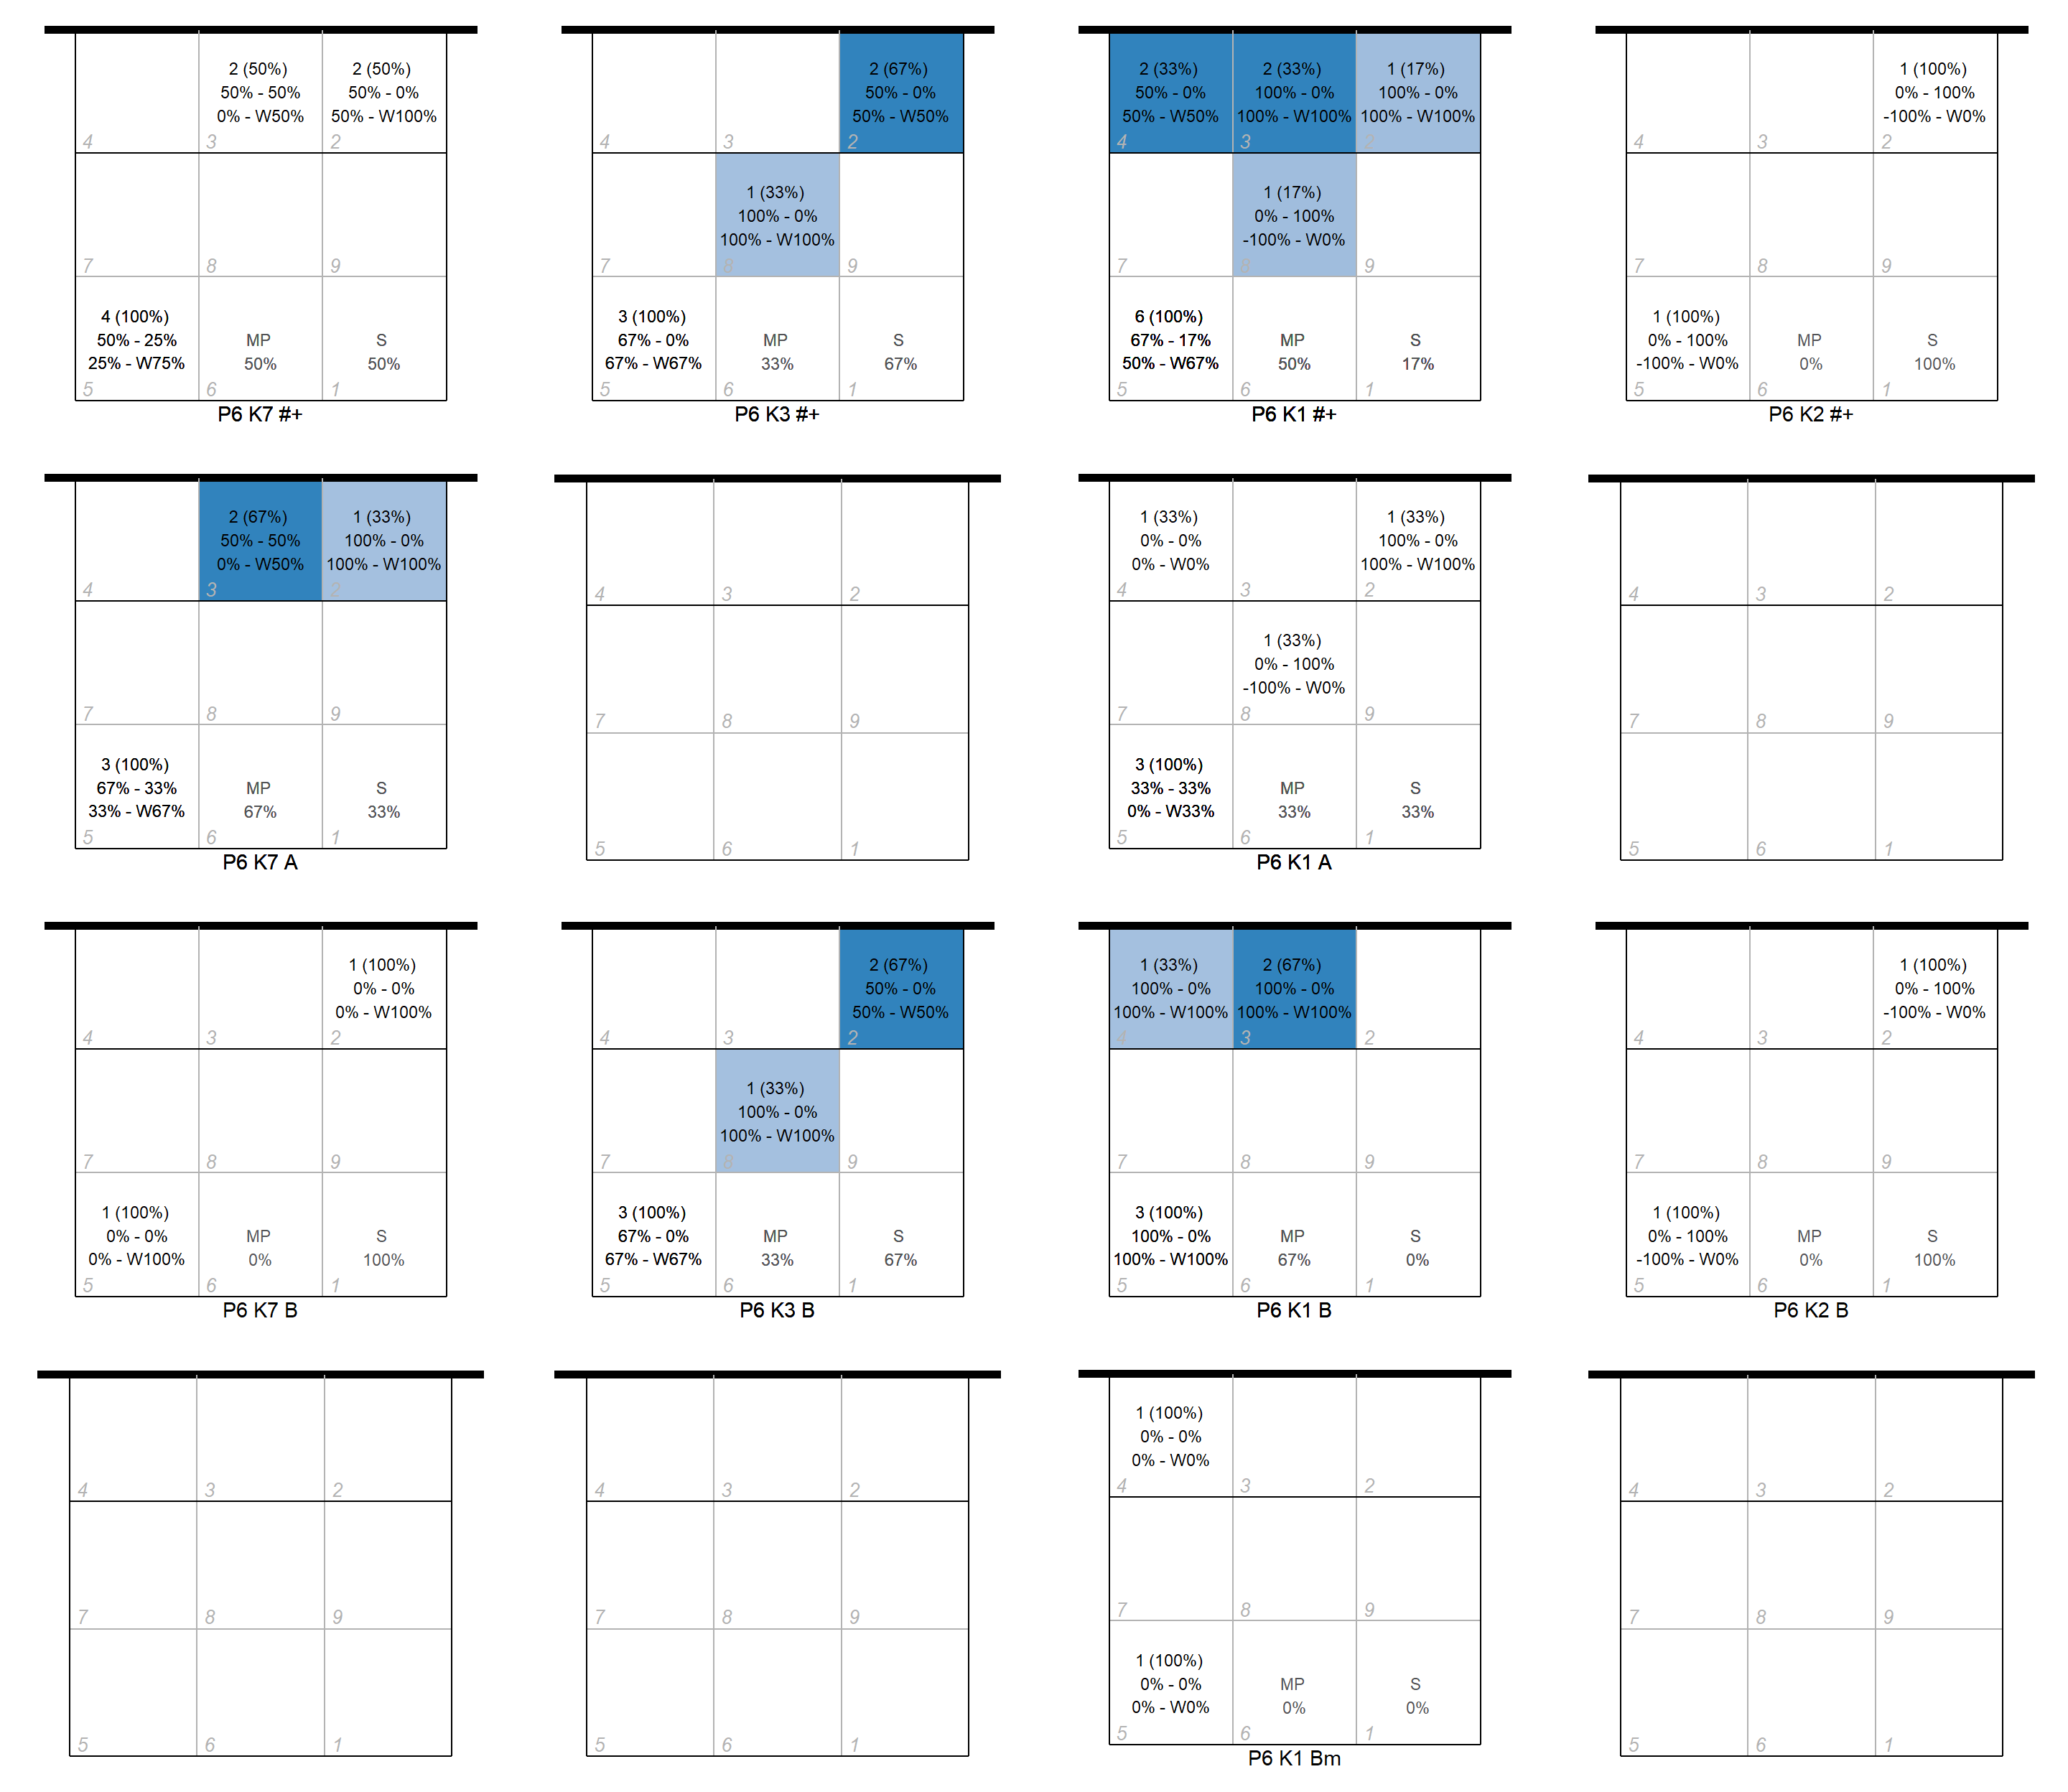 2 (50%) 2 (50%)
50% - 50% 50% - 0%
0% - W50% 50% - W100%
4 3 2
7 8 9
4 (100%)
50% - 25% MP S
25% - W75% 50% 50%
5 6 1
P6 K7 #+
2 (67%)
50% - 0%
50% - W50%
4 3 2
1 (33%)
100% - 0%
100% - W100%
7 8 9
3 (100%)
67% - 0% MP S
67% - W67% 33% 67%
5 6 1
P6 K3 #+
2 (33%) 2 (33%) 1 (17%)
50% - 0% 100% - 0% 100% - 0%
50% - W50% 100% - W100% 100% - W100%
4 3 2
1 (17%)
0% - 100%
-100% - W0%
7 8 9
6 (100%)
67% - 17% MP S
50% - W67% 50% 17%
5 6 1
P6 K1 #+
1 (100%)
0% - 100%
-100% - W0%
4 3 2
7 8 9
1 (100%)
0% - 100% MP S
-100% - W0% 0% 100%
5 6 1
P6 K2 #+
2 (67%) 1 (33%)
50% - 50% 100% - 0%
0% - W50% 100% - W100%
4 3 2
7 8 9
3 (100%)
67% - 33% MP S
33% - W67% 67% 33%
5 6 1
P6 K7 A
4 3 2
7 8 9
5 6 1
1 (33%) 1 (33%)
0% - 0% 100% - 0%
0% - W0% 100% - W100%
4 3 2
1 (33%)
0% - 100%
-100% - W0%
7 8 9
3 (100%)
33% - 33% MP S
0% - W33% 33% 33%
5 6 1
P6 K1 A
4 3 2
7 8 9
5 6 1
1 (100%)
0% - 0%
0% - W100%
4 3 2
7 8 9
1 (100%)
0% - 0% MP S
0% - W100% 0% 100%
5 6 1
P6 K7 B
2 (67%)
50% - 0%
50% - W50%
4 3 2
1 (33%)
100% - 0%
100% - W100%
7 8 9
3 (100%)
67% - 0% MP S
67% - W67% 33% 67%
5 6 1
P6 K3 B
1 (33%) 2 (67%)
100% - 0% 100% - 0%
100% - W100% 100% - W100%
4 3 2
7 8 9
3 (100%)
100% - 0% MP S
100% - W100% 67% 0%
5 6 1
P6 K1 B
1 (100%)
0% - 100%
-100% - W0%
4 3 2
7 8 9
1 (100%)
0% - 100% MP S
-100% - W0% 0% 100%
5 6 1
P6 K2 B
4 3 2
7 8 9
5 6 1
4 3 2
7 8 9
5 6 1
1 (100%)
0% - 0%
0% - W0%
4 3 2
7 8 9
1 (100%)
0% - 0% MP S
0% - W0% 0% 0%
5 6 1
P6 K1 Bm
4 3 2
7 8 9
5 6 1